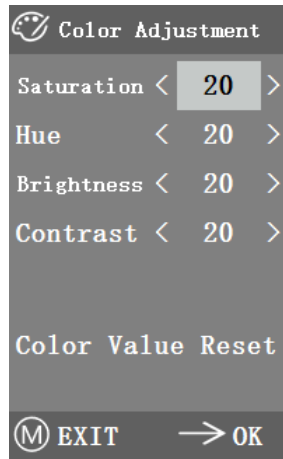 Color Adjustment
Saturation < 20 >
Hue < 20 >
Brightness < 20 >
Contrast < 20 >
Color Value Reset
M EXIT → OK